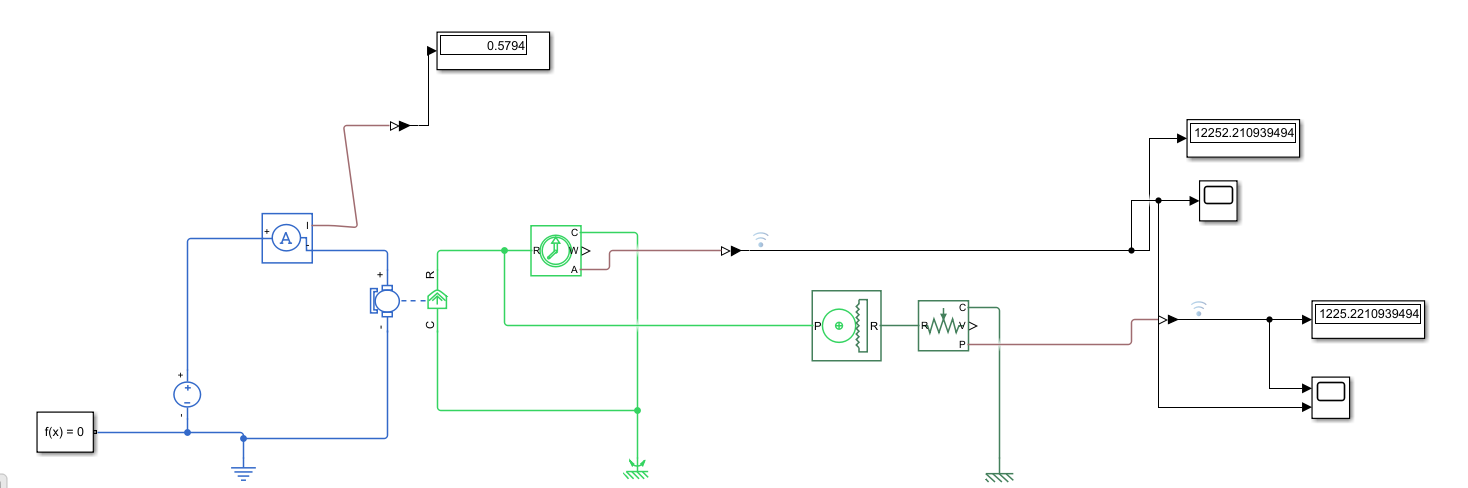 0.5794
12252.210939494
I
+
A
-
C
R
W
A
+
R
C
-
P
R
C
R
V
P
1225.2210939494
+
+
-
-
f(x) = 0